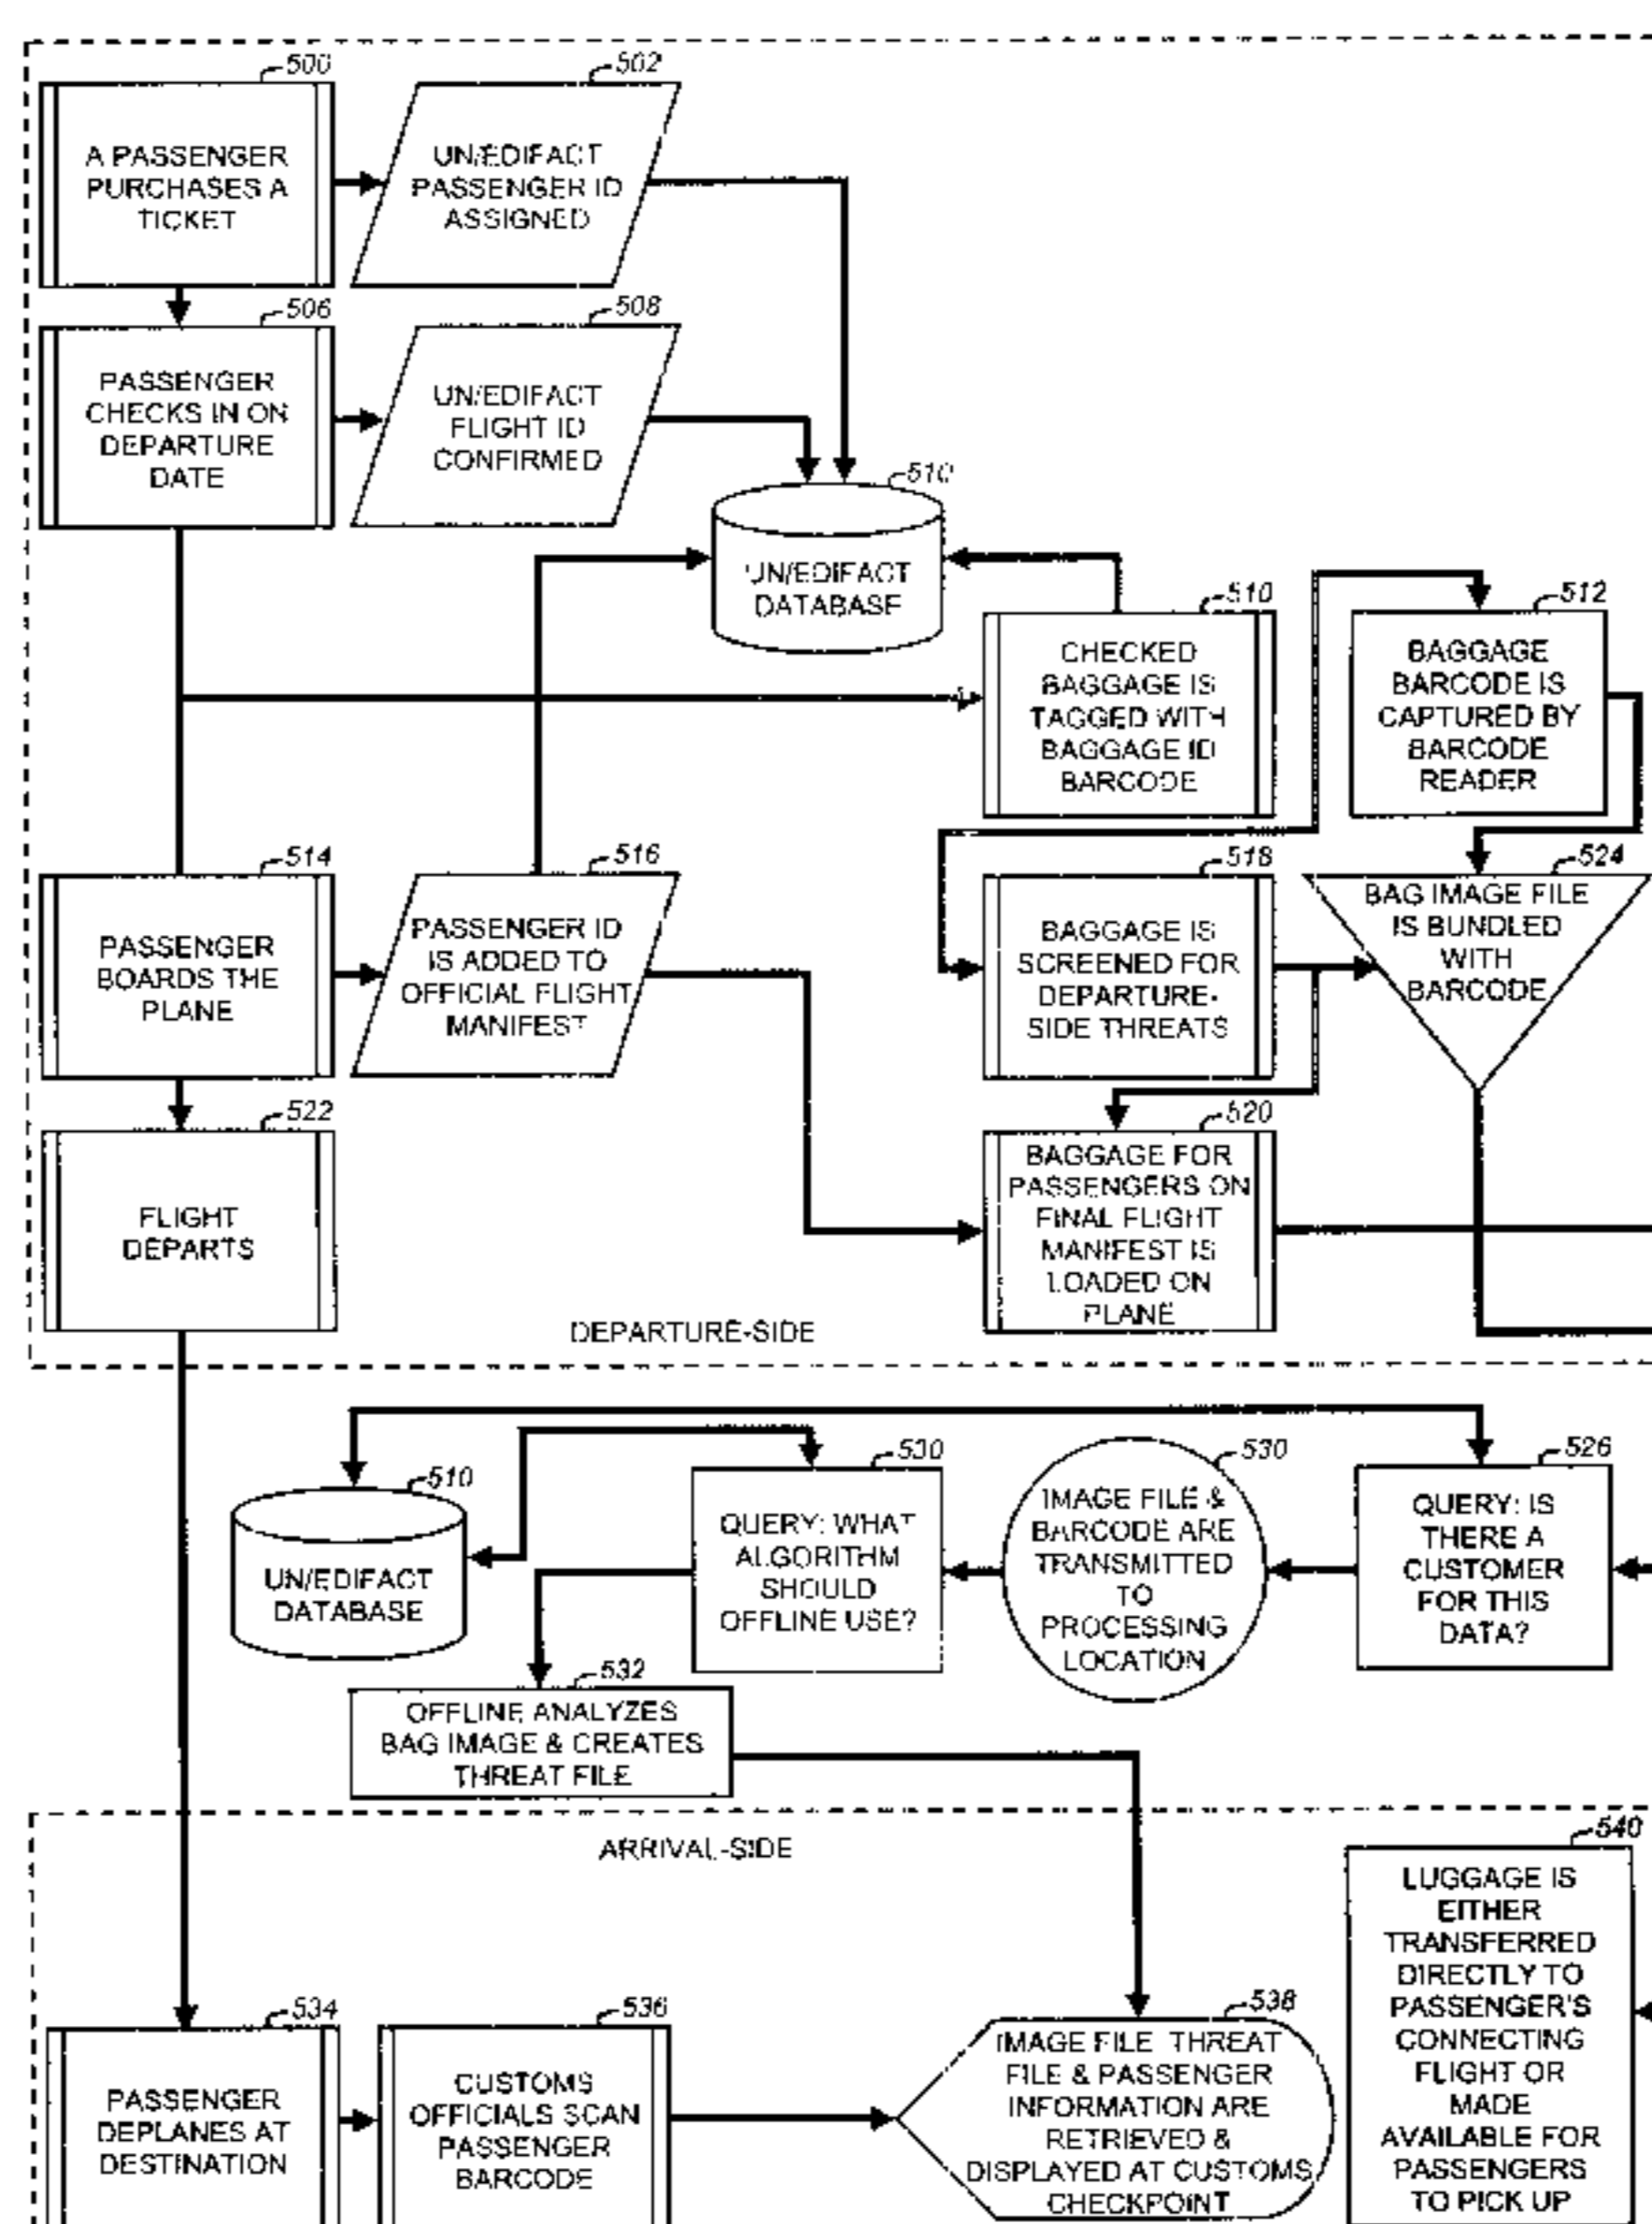 500
A PASSENGER
PURCHASES A
TICKET
502
UN/EDIFACT
PASSENGER ID
ASSIGNED
506
PASSENGER
CHECKS IN ON
DEPARTURE
DATE
508
UN/EDIFACT
FLIGHT ID
CONFIRMED
510
UN/EDIFACT
DATABASE
510
CHECKED
BAGGAGE IS
TAGGED WITH
BAGGAGE ID
BARCODE
512
BAGGAGE
BARCODE IS
CAPTURED BY
BARCODE
READER
514
PASSENGER
BOARDS THE
PLANE
516
PASSENGER ID
IS ADDED TO
OFFICIAL FLIGHT
MANIFEST
518
BAGGAGE IS
SCREENED FOR
DEPARTURE-
SIDE THREATS
524
BAG IMAGE FILE
IS BUNDLED
WITH
BARCODE
522
FLIGHT
DEPARTS
520
BAGGAGE FOR
PASSENGERS ON
FINAL FLIGHT
MANIFEST IS
LOADED ON
PLANE
DEPARTURE-SIDE
510
UN/EDIFACT
DATABASE
530
QUERY: WHAT
ALGORITHM
SHOULD
OFFLINE USE?
530
IMAGE FILE &
BARCODE ARE
TRANSMITTED
TO
PROCESSING
LOCATION
526
QUERY: IS
THERE A
CUSTOMER
FOR THIS
DATA?
532
OFFLINE ANALYZES
BAG IMAGE & CREATES
THREAT FILE
ARRIVAL-SIDE
540
LUGGAGE IS
EITHER
TRANSFERRED
DIRECTLY TO
PASSENGER'S
CONNECTING
FLIGHT OR
MADE
AVAILABLE FOR
PASSENGERS
TO PICK UP
534
PASSENGER
DEPLANES AT
DESTINATION
536
CUSTOMS
OFFICIALS SCAN
PASSENGER
BARCODE
538
IMAGE FILE THREAT
FILE & PASSENGER
INFORMATION ARE
RETRIEVED &
DISPLAYED AT CUSTOMS
CHECKPOINT